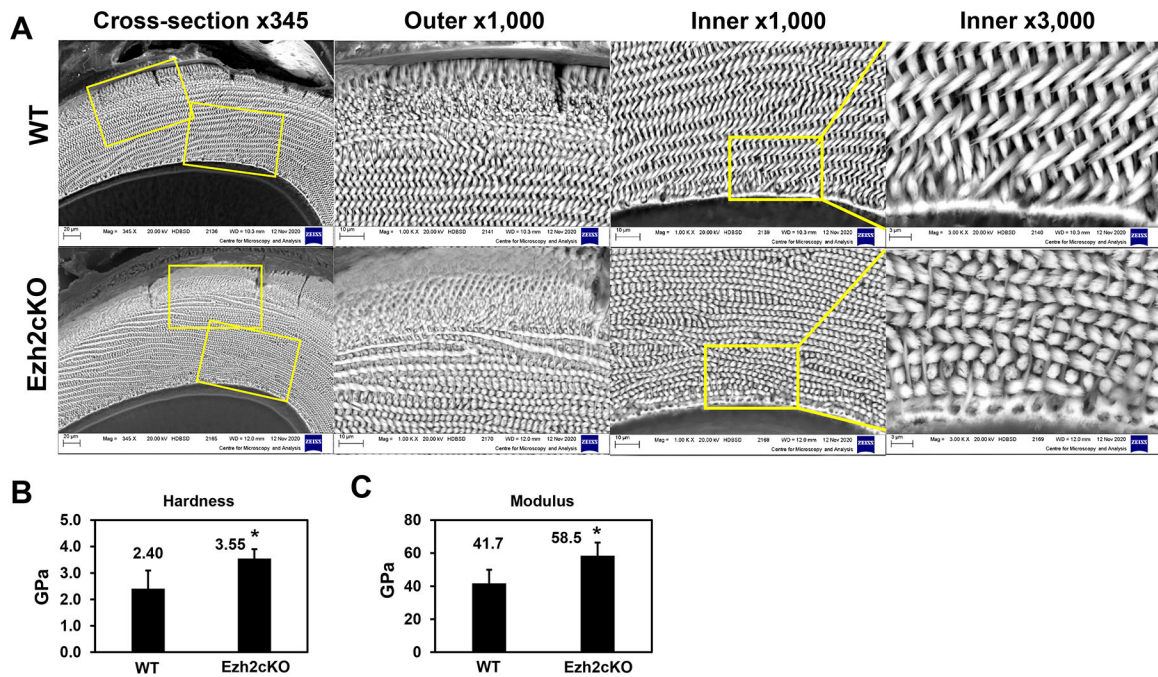 Cross-section x345
Outer x1,000
Inner x1,000
Inner x3,000
A
WT
20 µm Mag = 345 X 20.00 kV HDBSD 2136 WD = 10.3 mm 12 Nov 2020
Centre for Microscopy and Analysis ZEISS
10 µm Mag = 1.00 K X 20.00 kV HDBSD 2141 WD = 10.3 mm 12 Nov 2020
Centre for Microscopy and Analysis ZEISS
10 µm Mag = 1.00 K X 20.00 kV HDBSD 2139 WD = 10.3 mm 12 Nov 2020
Centre for Microscopy and Analysis ZEISS
3 µm Mag = 3.00 K X 20.00 kV HDBSD 2140 WD = 10.3 mm 12 Nov 2020
Centre for Microscopy and Analysis ZEISS
Ezh2cKO
20 µm Mag = 345 X 20.00 kV HDBSD 2165 WD = 12.0 mm 12 Nov 2020
Centre for Microscopy and Analysis ZEISS
10 µm Mag = 1.00 K X 20.00 kV HDBSD 2170 WD = 12.0 mm 12 Nov 2020
Centre for Microscopy and Analysis ZEISS
10 µm Mag = 1.00 K X 20.00 kV HDBSD 2168 WD = 12.0 mm 12 Nov 2020
Centre for Microscopy and Analysis ZEISS
3 µm Mag = 3.00 K X 20.00 kV HDBSD 2169 WD = 12.0 mm 12 Nov 2020
Centre for Microscopy and Analysis ZEISS
B
Hardness
GPa
5.0
4.0
3.0
2.0
1.0
0.0
2.40
3.55
*
WT
Ezh2cKO
C
Modulus
GPa
80
60
40
20
0
41.7
58.5
*
WT
Ezh2cKO